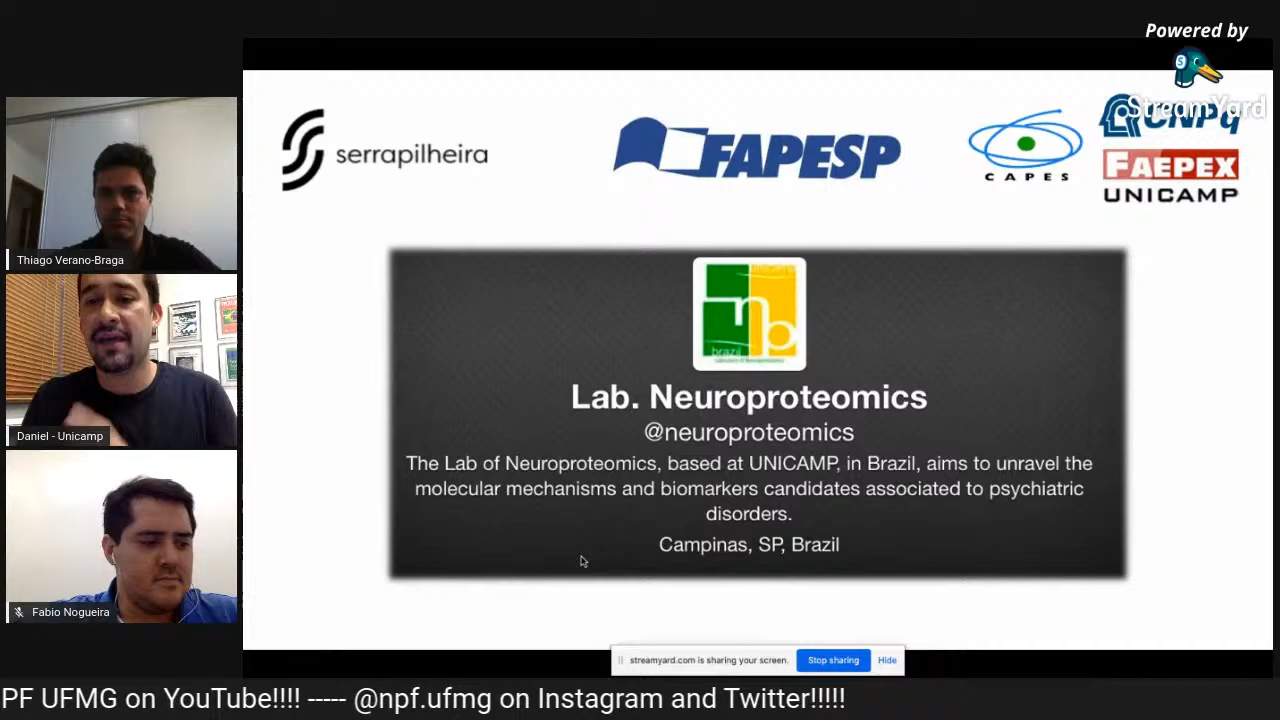 Powered by
StreamYard
serrapilheira
FAPESP
CAPES
CNPq
FAEPEX
UNICAMP
Thiago Verano-Braga
Daniel - Unicamp
Fabio Nogueira
nb
brazil
Lab. Neuroproteomics
@neuroproteomics
The Lab of Neuroproteomics, based at UNICAMP, in Brazil, aims to unravel the
molecular mechanisms and biomarkers candidates associated to psychiatric
disorders.
Campinas, SP, Brazil
streamyard.com is sharing your screen.
Stop sharing
Hide
PF UFMG on YouTube!!!! ----- @npf.ufmg on Instagram and Twitter!!!!!